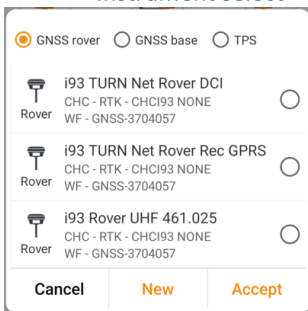 GNSS rover GNSS base TPS
i93 TURN Net Rover DCI
CHC - RTK - CHCI93 NONE
Rover
WF - GNSS-3704057
i93 TURN Net Rover Rec GPRS
CHC - RTK - CHCI93 NONE
Rover
WF - GNSS-3704057
i93 Rover UHF 461.025
CHC - RTK - CHCI93 NONE
Rover
WF - GNSS-3704057
Cancel New Accept